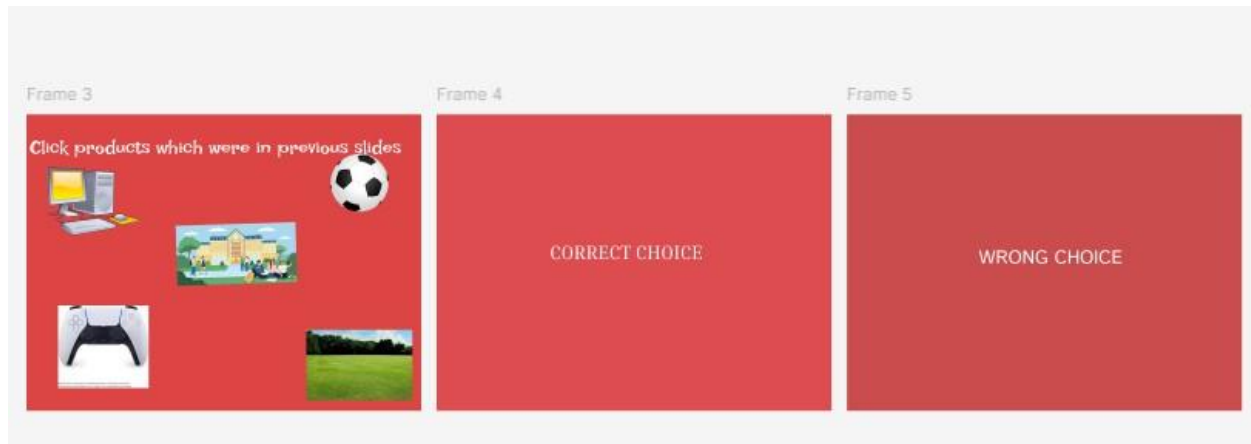 Frame 3
Frame 4
Frame 5
Click products which were in previous slides
CORRECT CHOICE
WRONG CHOICE